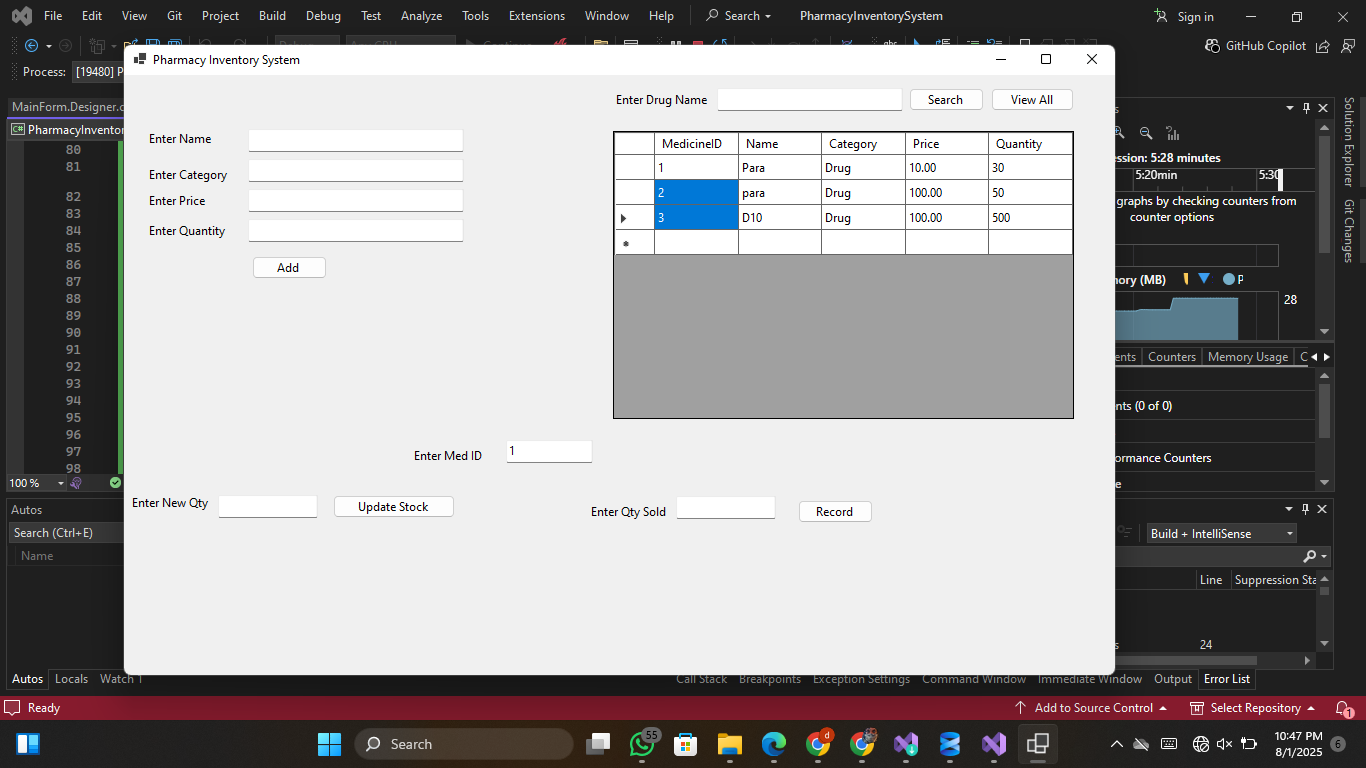 File Edit View Git Project Build Debug Test Analyze Tools Extensions Window Help Search PharmacyInventorySystem Sign in
GitHub Copilot
Process: [19480] P
Pharmacy Inventory System
MainForm.Designer.c
PharmacyInventor
80
81
82
83
84
85
86
87
88
89
90
91
92
93
94
95
96
97
98
100 %
Enter Drug Name Search View All
Enter Name
Enter Category
Enter Price
Enter Quantity
Add
MedicineID Name Category Price Quantity
1 Para Drug 10.00 30
2 para Drug 100.00 50
3 D10 Drug 100.00 500
Enter Med ID 1
Enter New Qty Update Stock
Enter Qty Sold Record
ession: 5:28 minutes
5:20min 5:30
graphs by checking counters from
counter options
ory (MB) P
28
ents Counters Memory Usage C
nts (0 of 0)
ormance Counters
Solution Explorer
Git Changes
Autos
Search (Ctrl+E)
Name
Build + IntelliSense
Line Suppression Sta
24
Autos Locals Watch 1
Call Stack Breakpoints Exception Settings Command Window Immediate Window Output Error List
Ready
Add to Source Control Select Repository 1
Search
55
10:47 PM
8/1/2025
6